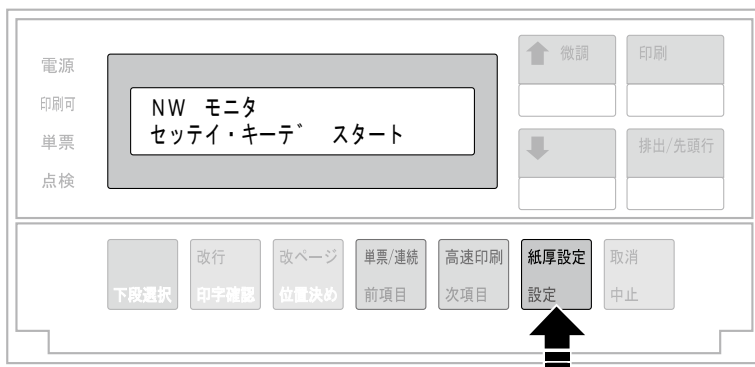 電源
印刷可
単票
点検
NW モニタ
セッテイ・キーデ゛ スタート
微調
印刷
排出/先頭行
改行
改ページ
単票/連続
高速印刷
紙厚設定
取消
下段選択
印字確認
位置決め
前項目
次項目
設定
中止